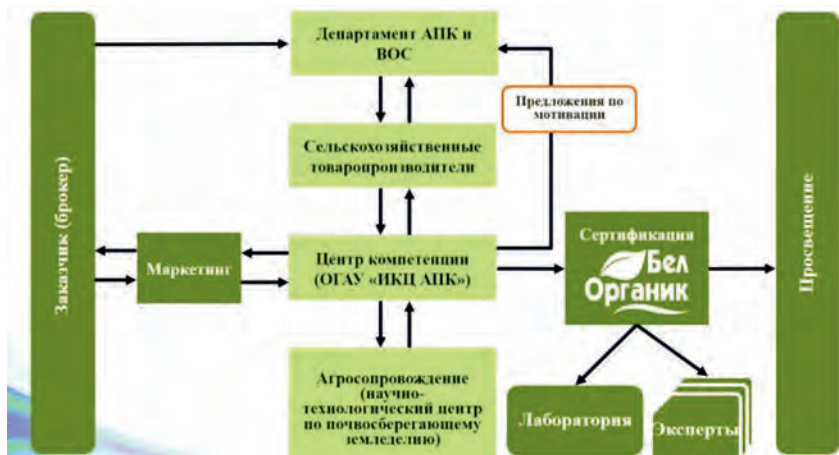 Заказчик (брокер)
Департамент АПК и
ВОС
Предложения по
мотивации
Сельскохозяйственные
товаропроизводители
Маркетинг
Центр компетенции
(ОГАУ «ИКЦ АПК»)
Сертификация
Бел
Органик
Просвещение
Агросопровождение
(научно-
технологический центр
по почвосберегающему
земледелию)
Лаборатория
Эксперты